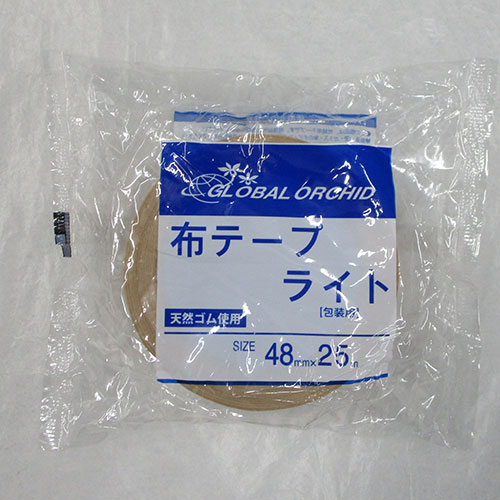 GLOBAL ORCHID
布テープ
ライト
[包装用]
天然ゴム使用
SIZE 48mm×25m